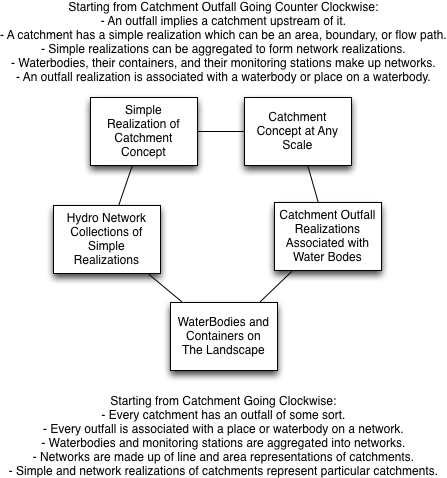 Starting from Catchment Outfall Going Counter Clockwise:
- An outfall implies a catchment upstream of it.
- A catchment has a simple realization which can be an area, boundary, or flow path.
- Simple realizations can be aggregated to form network realizations.
- Waterbodies, their containers, and their monitoring stations make up networks.
- An outfall realization is associated with a waterbody or place on a waterbody.
Simple
Realization of
Catchment
Concept
Catchment
Concept at Any
Scale
Hydro Network
Collections of
Simple
Realizations
Catchment Outfall
Realizations
Associated with
Water Bodes
WaterBodies and
Containers on
The Landscape
Starting from Catchment Going Clockwise:
- Every catchment has an outfall of some sort.
- Every outfall is associated with a place or waterbody on a network.
- Waterbodies and monitoring stations are aggregated into networks.
- Networks are made up of line and area representations of catchments.
- Simple and network realizations of catchments represent particular catchments.